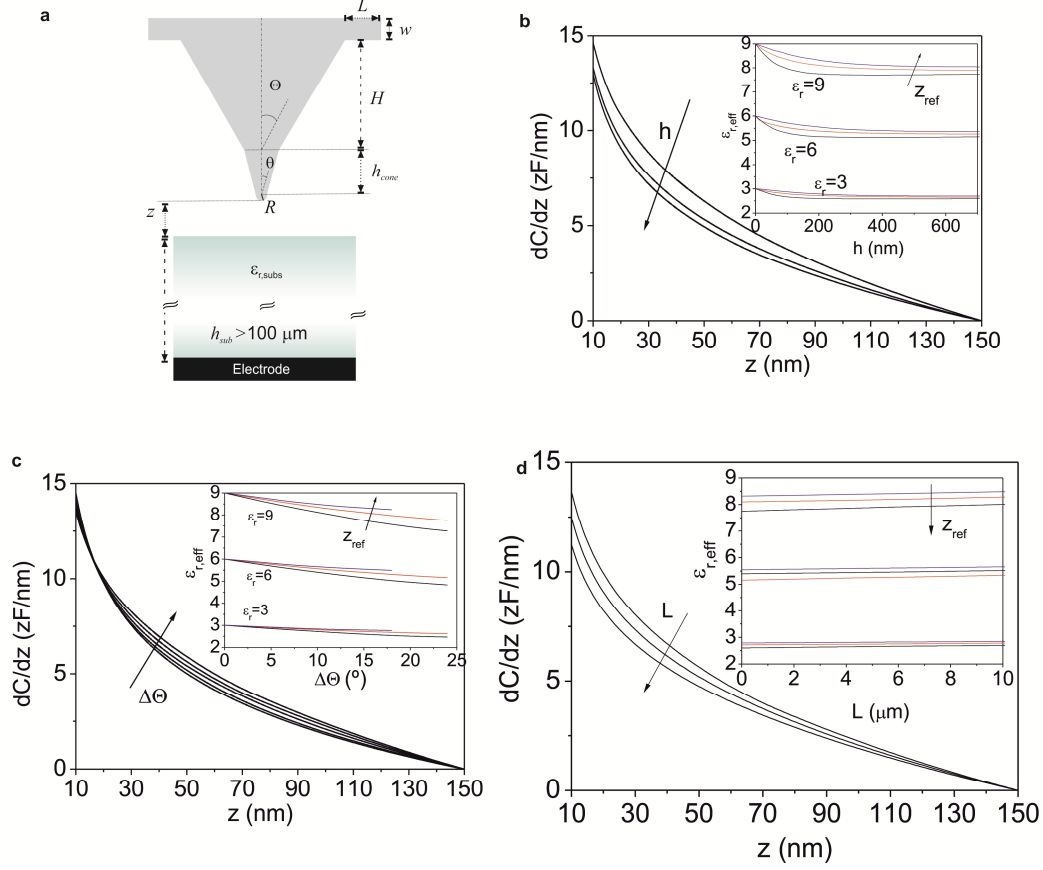 a
L
w
Θ
H
θ
h_cone
R
z
ε_r,subs
h_sub >100 μm
Electrode
b
15
10
5
0
dC/dz (zF/nm)
10 30 50 70 90 110 130 150
z (nm)
h
9
8
7
6
5
4
3
2
ε_r,eff
ε_r=9
z_ref
ε_r=6
ε_r=3
0 200 400 600
h (nm)
c
15
10
5
0
dC/dz (zF/nm)
10 30 50 70 90 110 130 150
z (nm)
ΔΘ
9
8
7
6
5
4
3
2
1
ε_r,eff
ε_r=9
z_ref
ε_r=6
ε_r=3
0 5 10 15 20 25
ΔΘ (º)
d
15
10
5
0
dC/dz (zF/nm)
10 30 50 70 90 110 130 150
z (nm)
L
9
8
7
6
5
4
3
2
ε_r,eff
z_ref
0 2 4 6 8 10
L (μm)